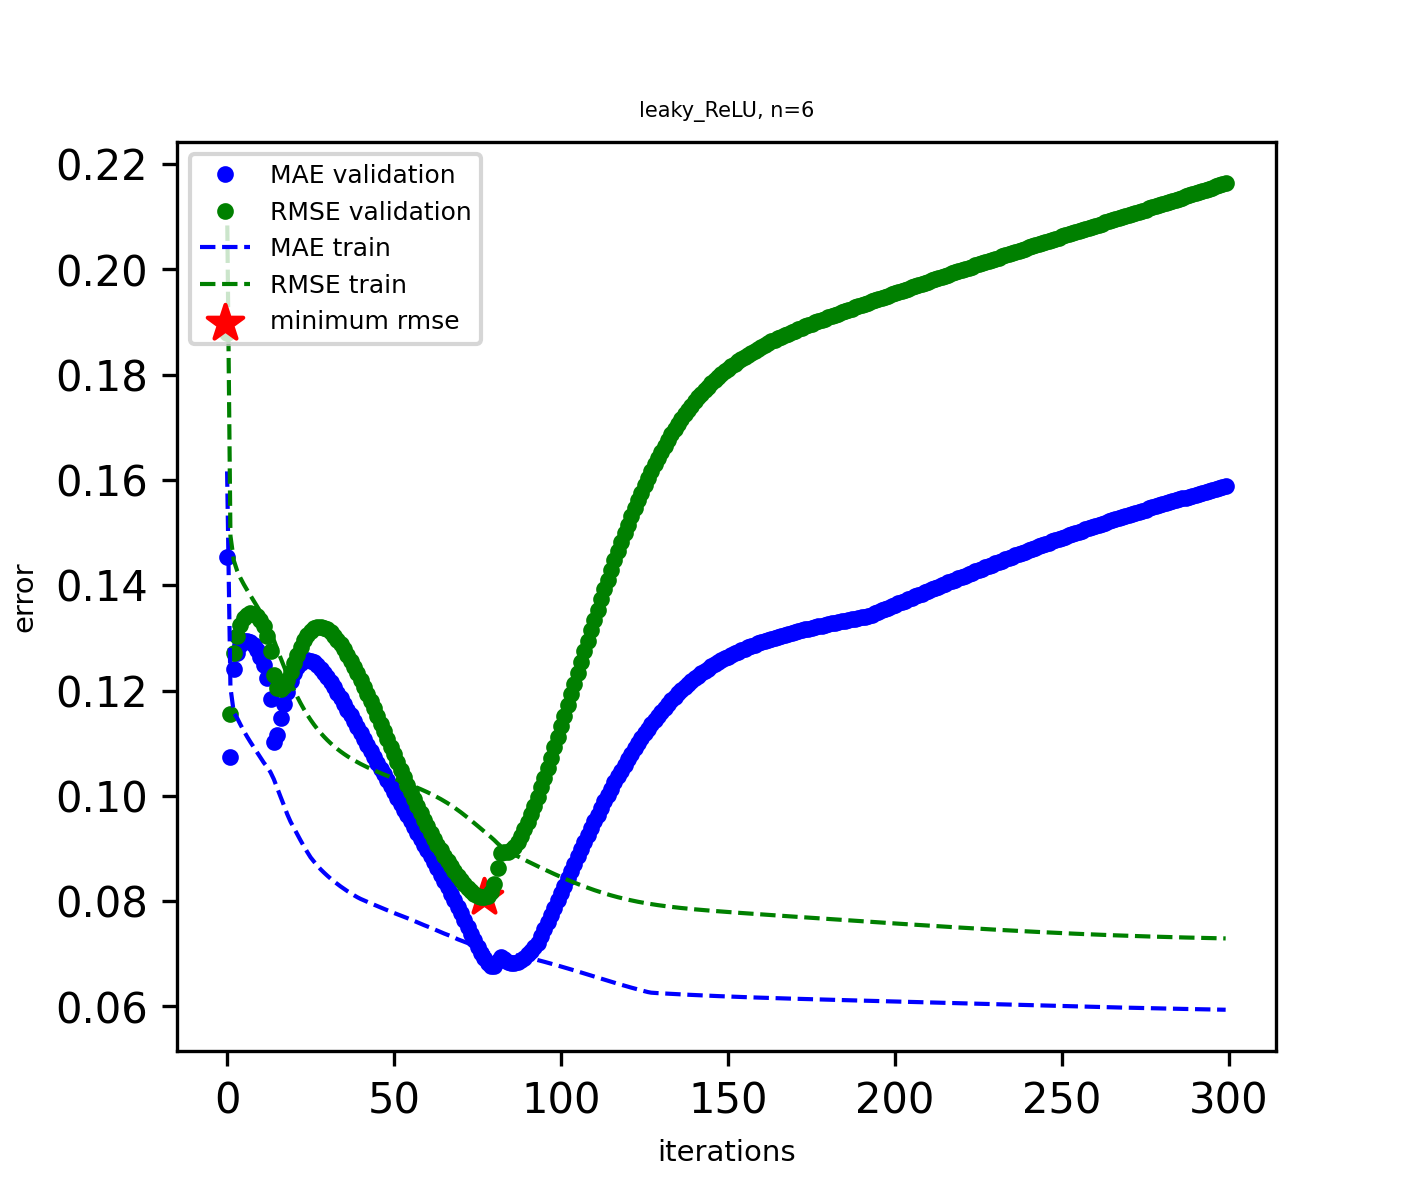 leaky_ReLU, n=6
MAE validation
RMSE validation
MAE train
RMSE train
minimum rmse
error
0.22
0.20
0.18
0.16
0.14
0.12
0.10
0.08
0.06
0 50 100 150 200 250 300
iterations